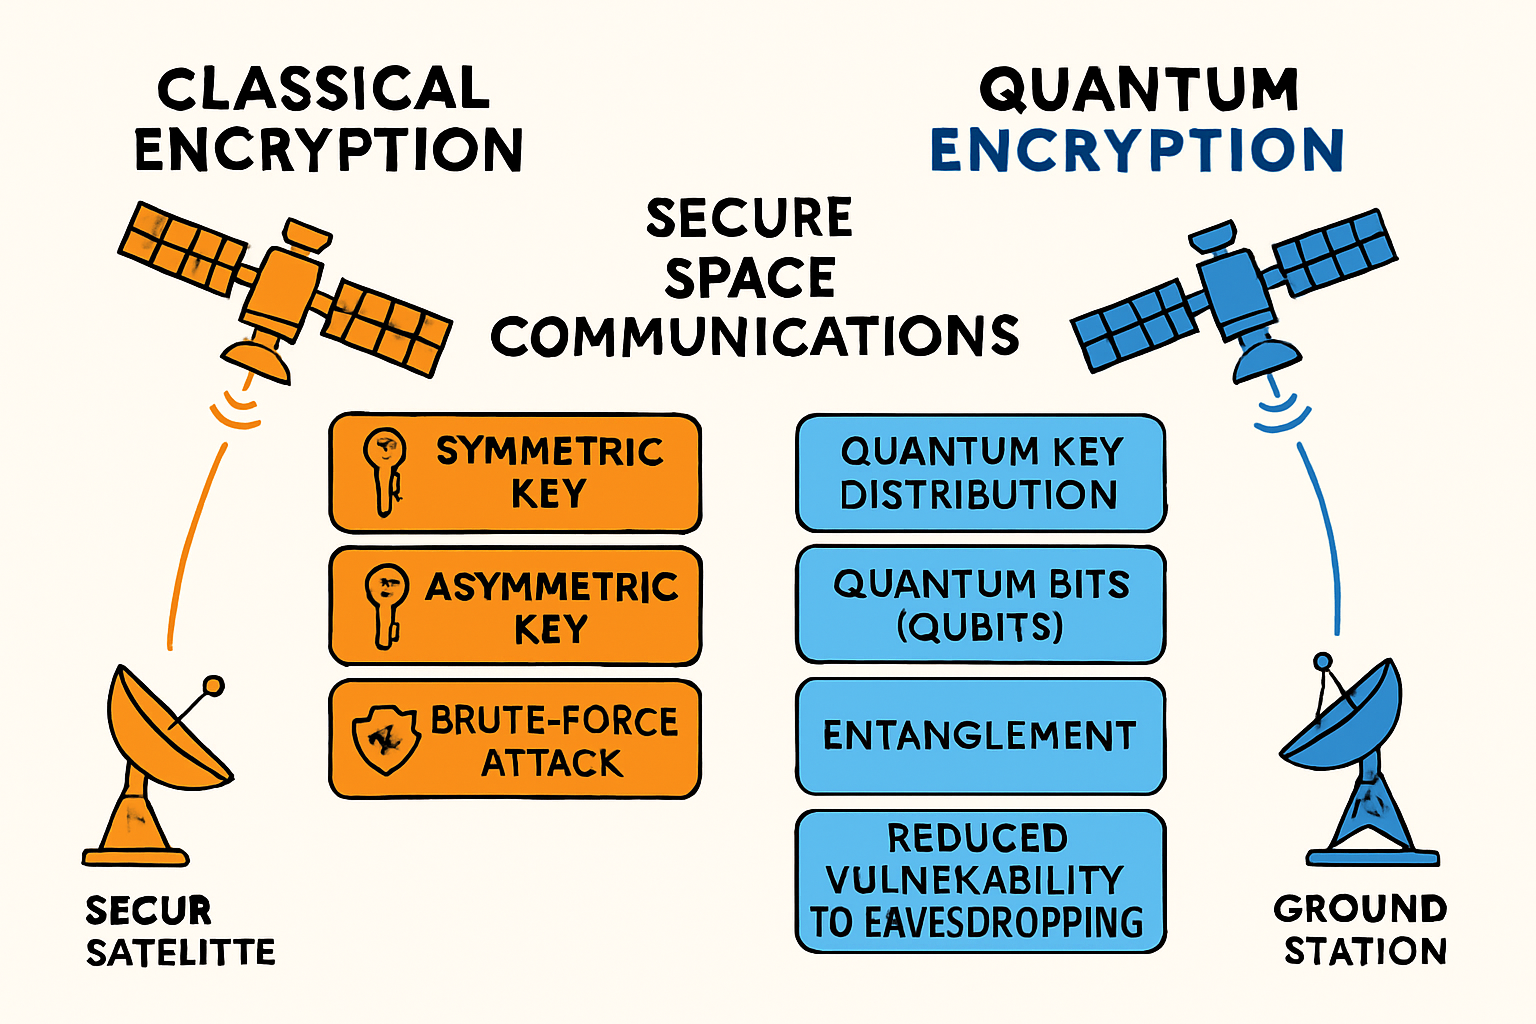 CLASSICAL
ENCRYPTION
QUANTUM
ENCRYPTION
SECURE
SPACE
COMMUNICATIONS
SYMMETRIC
KEY
ASYMMETRIC
KEY
BRUTE-FORCE
ATTACK
QUANTUM KEY
DISTRIBUTION
QUANTUM BITS
(QUBITS)
ENTANGLEMENT
REDUCED
VULNEKABILITY
TO EAVESDROPPING
SECUR
SATELITTE
GROUND
STATION